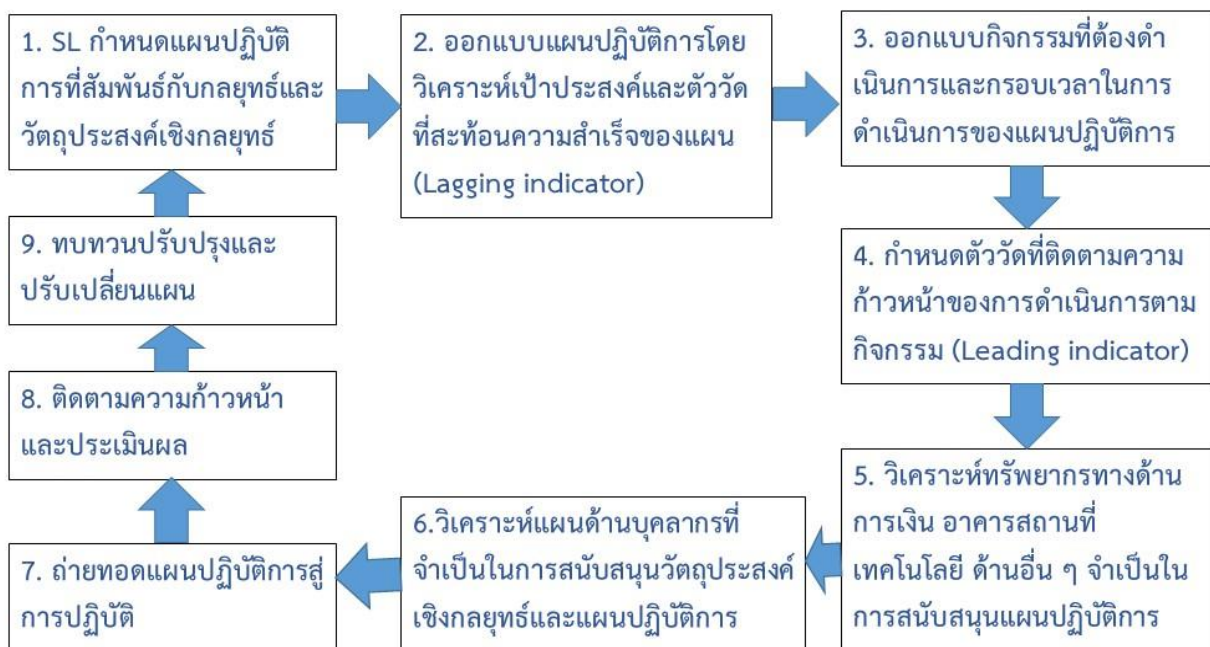 1. SL กำหนดแผนปฏิบัติ
การที่สัมพันธ์กับกลยุทธ์และ
วัตถุประสงค์เชิงกลยุทธ์
2. ออกแบบแผนปฏิบัติการโดย
วิเคราะห์เป้าประสงค์และตัววัด
ที่สะท้อนความสำเร็จของแผน
(Lagging indicator)
3. ออกแบบกิจกรรมที่ต้องดำ
เนินการและกรอบเวลาในการ
ดำเนินการของแผนปฏิบัติการ
4. กำหนดตัววัดที่ติดตามความ
ก้าวหน้าของการดำเนินการตาม
กิจกรรม (Leading indicator)
5. วิเคราะห์ทรัพยากรทางด้าน
การเงิน อาคารสถานที่
เทคโนโลยี ด้านอื่น ๆ จำเป็นใน
การสนับสนุนแผนปฏิบัติการ
6.วิเคราะห์แผนด้านบุคลากรที่
จำเป็นในการสนับสนุนวัตถุประสงค์
เชิงกลยุทธ์และแผนปฏิบัติการ
7. ถ่ายทอดแผนปฏิบัติการสู่
การปฏิบัติ
8. ติดตามความก้าวหน้า
และประเมินผล
9. ทบทวนปรับปรุงและ
ปรับเปลี่ยนแผน